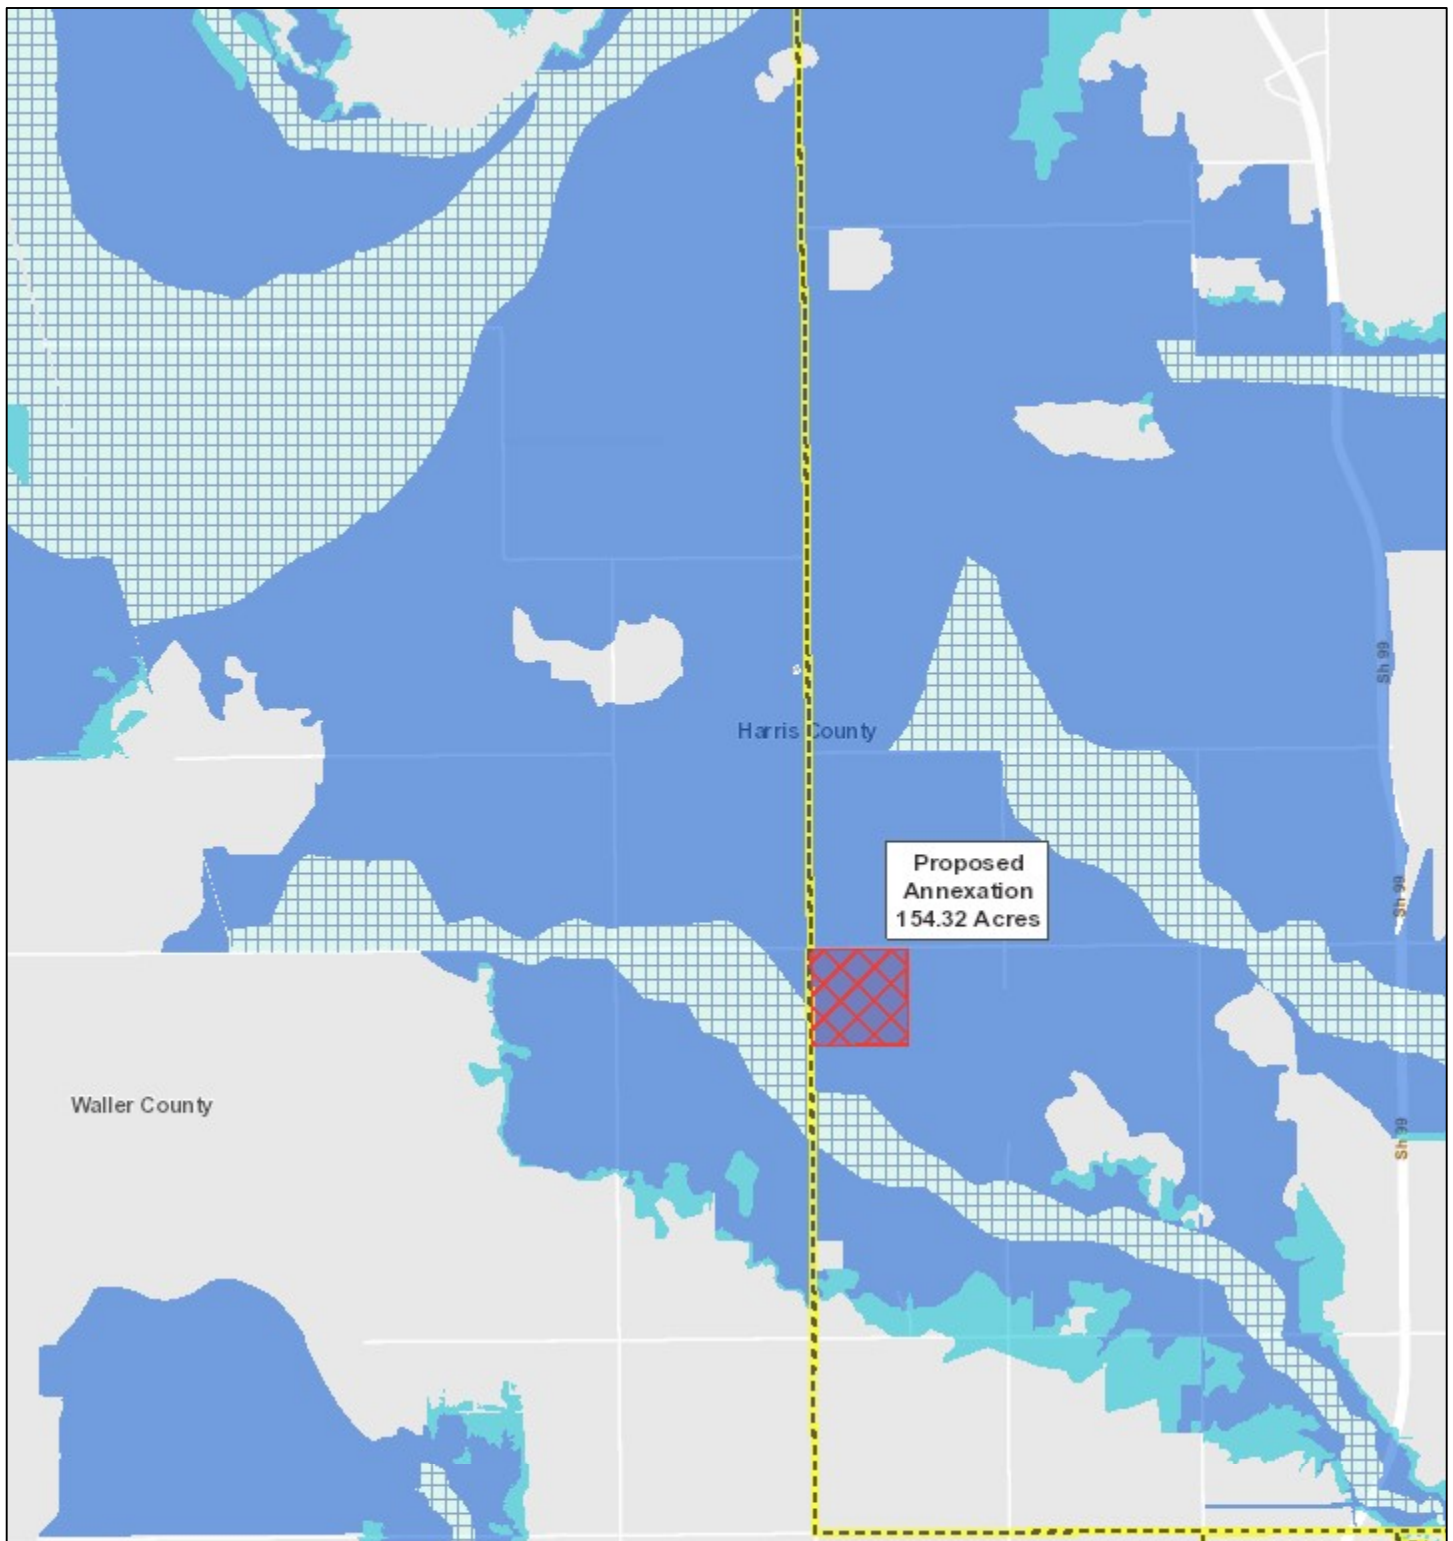 Sh 99
Harris County
Proposed
Annexation
154.32 Acres
Sh 99
Waller County
Sh 99